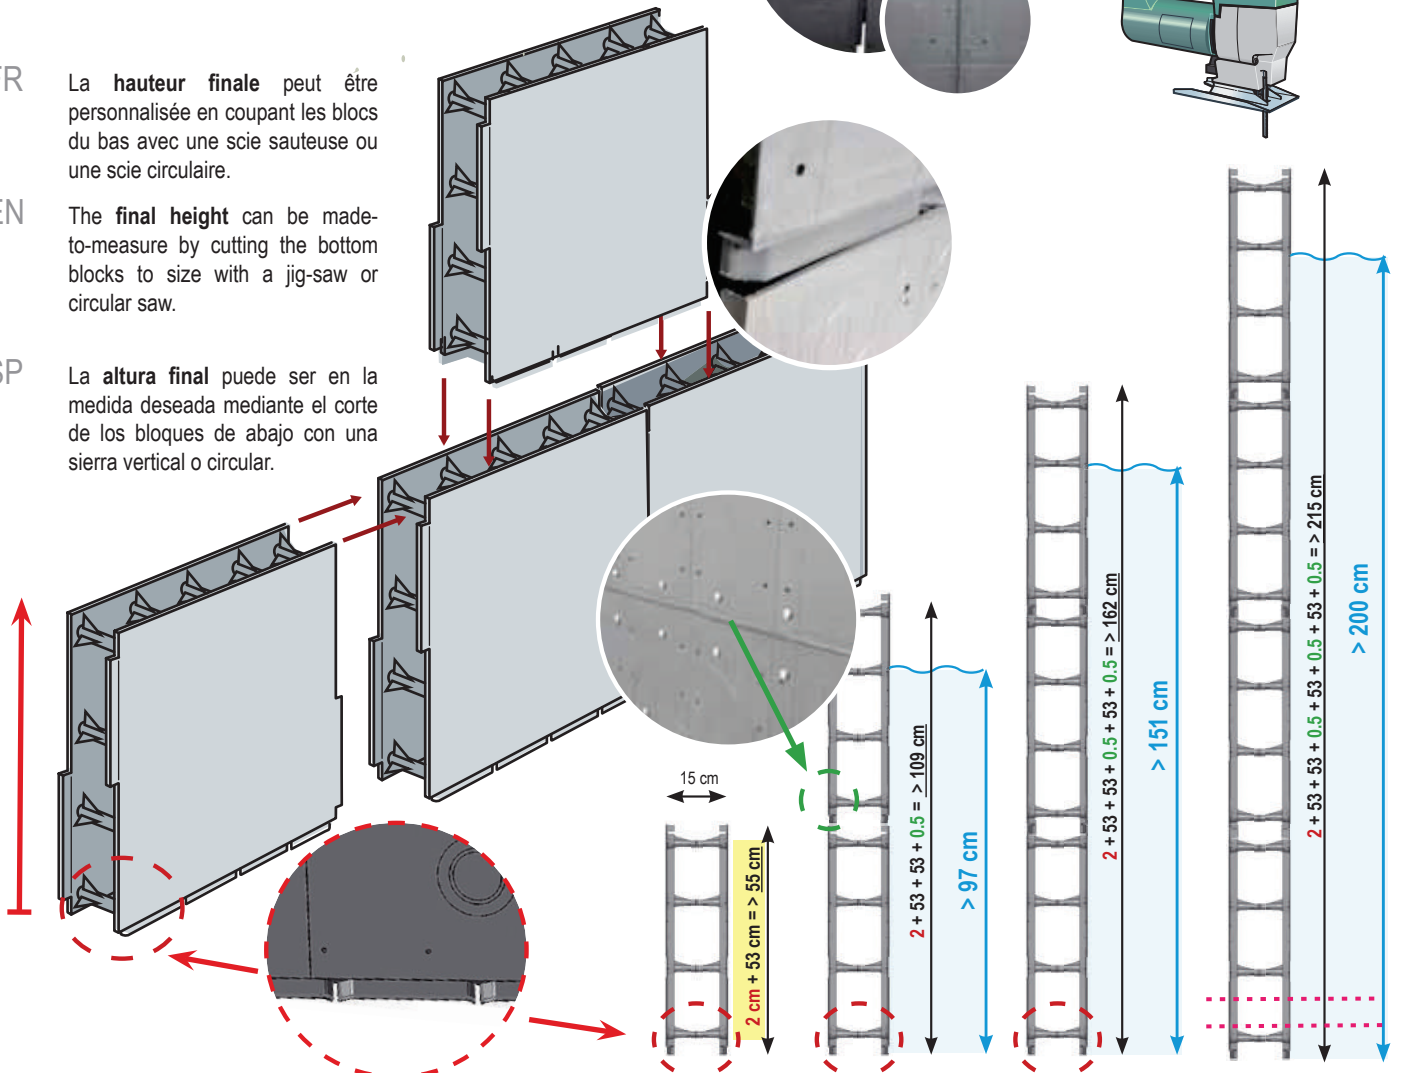 FR
La hauteur finale peut être
personnalisée en coupant les blocs
du bas avec une scie sauteuse ou
une scie circulaire.
EN
The final height can be made-
to-measure by cutting the bottom
blocks to size with a jig-saw or
circular saw.
SP
La altura final puede ser en la
medida deseada mediante el corte
de los bloques de abajo con una
sierra vertical o circular.
15 cm
2 cm + 53 cm = > 55 cm
2 + 53 + 53 + 0.5 = > 109 cm
> 97 cm
2 + 53 + 53 + 0.5 + 53 + 0.5 = > 162 cm
> 151 cm
2 + 53 + 53 + 0.5 + 53 + 0.5 + 53 + 0.5 = > 215 cm
> 200 cm